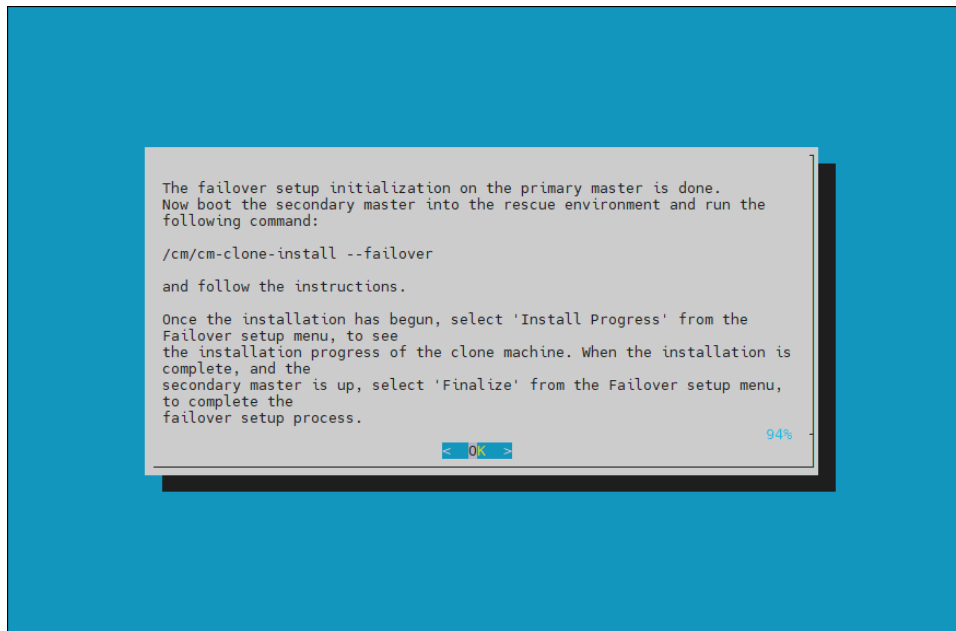 The failover setup initialization on the primary master is done.
Now boot the secondary master into the rescue environment and run the
following command:
/cm/cm-clone-install --failover
and follow the instructions.
Once the installation has begun, select 'Install Progress' from the
Failover setup menu, to see
the installation progress of the clone machine. When the installation is
complete, and the
secondary master is up, select 'Finalize' from the Failover setup menu,
to complete the
failover setup process.
94%
< OK >